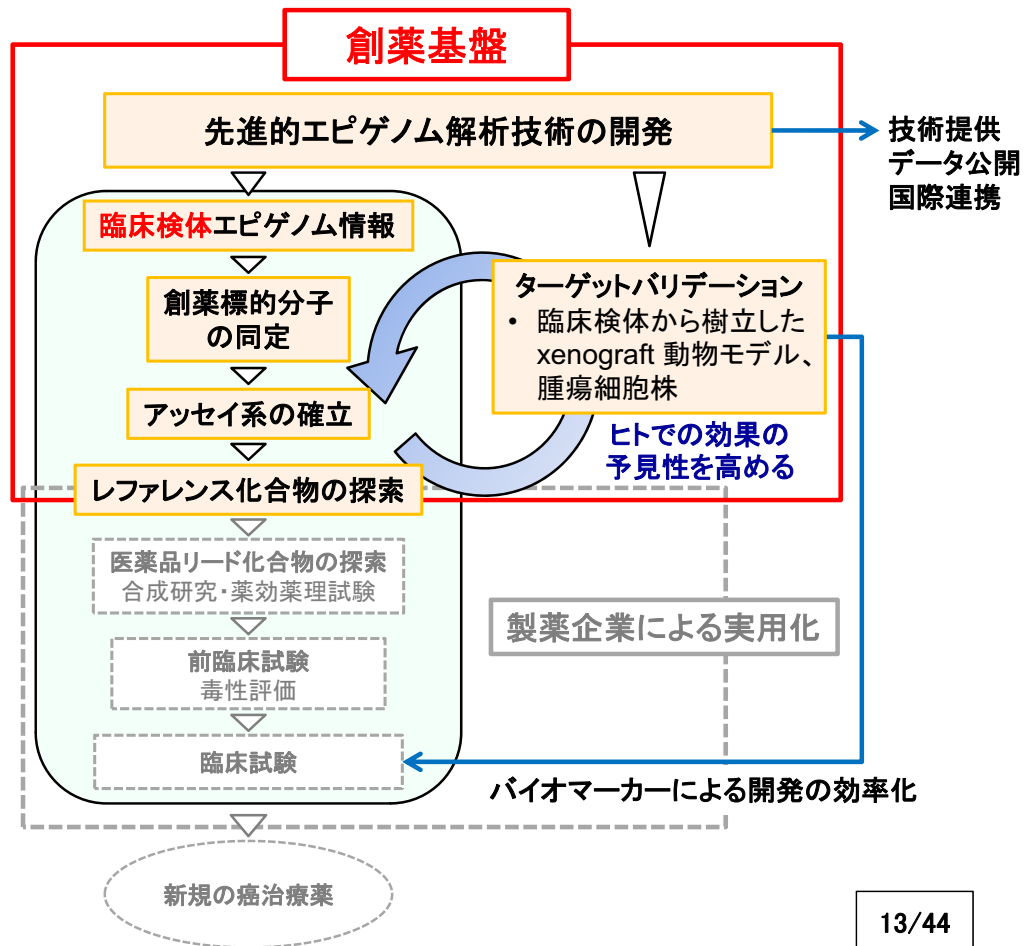 創薬基盤
先進的エピゲノム解析技術の開発
技術提供
データ公開
国際連携
臨床検体エピゲノム情報
創薬標的分子
の同定
アッセイ系の確立
レファレンス化合物の探索
ターゲットバリデーション
• 臨床検体から樹立した
xenograft 動物モデル、
腫瘍細胞株
ヒトでの効果の
予見性を高める
医薬品リード化合物の探索
合成研究・薬効薬理試験
製薬企業による実用化
前臨床試験
毒性評価
臨床試験
バイオマーカーによる開発の効率化
新規の癌治療薬
13/44